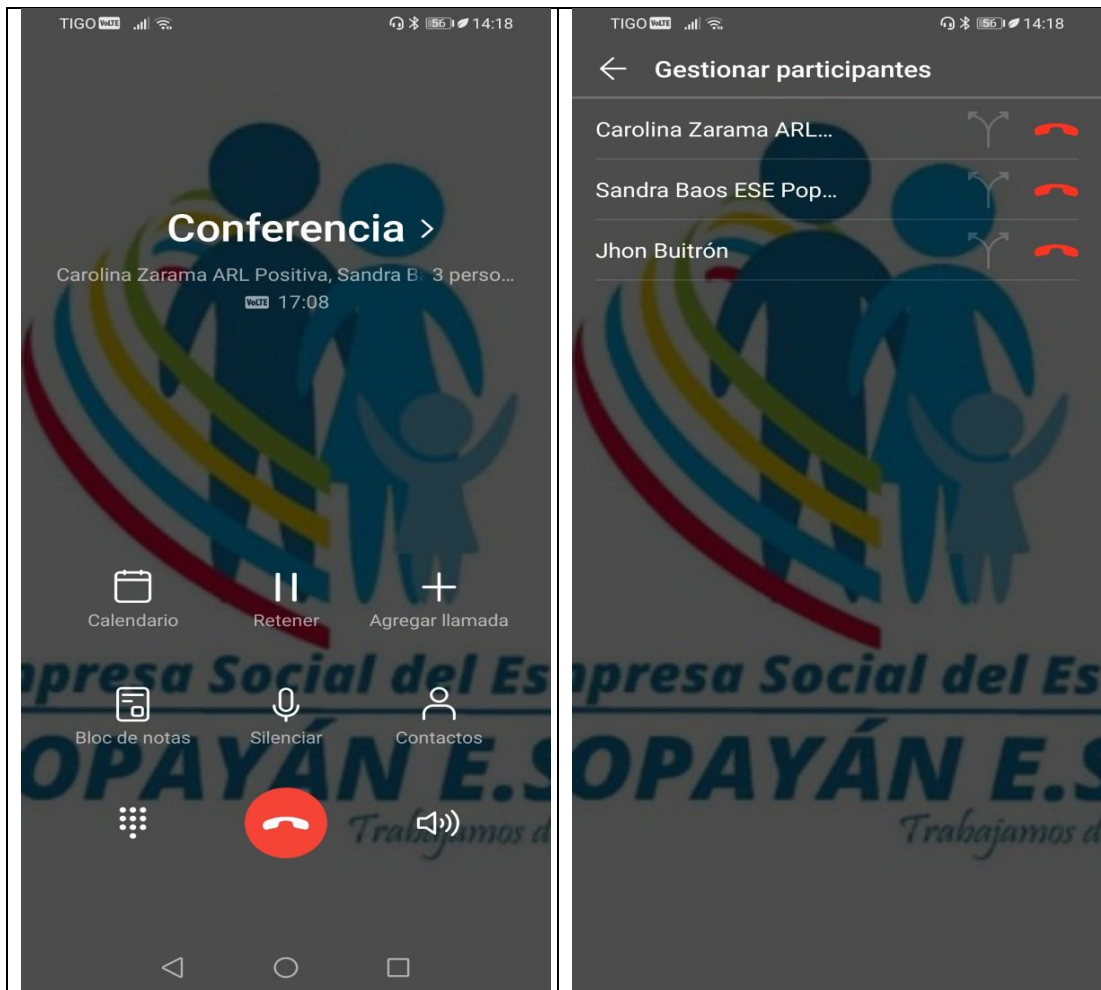 TIGO VoLTE 56 14:18
Conferencia >
Carolina Zarama ARL Positiva, Sandra B 3 perso...
VoLTE 17:08
Calendario Retener Agregar llamada
mpresa Social del Es
Bloc de notas Silenciar Contactos
OPAYÁN E.S
Trabajamos d
TIGO VoLTE 56 14:18
Gestionar participantes
Carolina Zarama ARL...
Sandra Baos ESE Pop...
Jhon Buitrón
mpresa Social del Es
OPAYÁN E.S
Trabajamos d